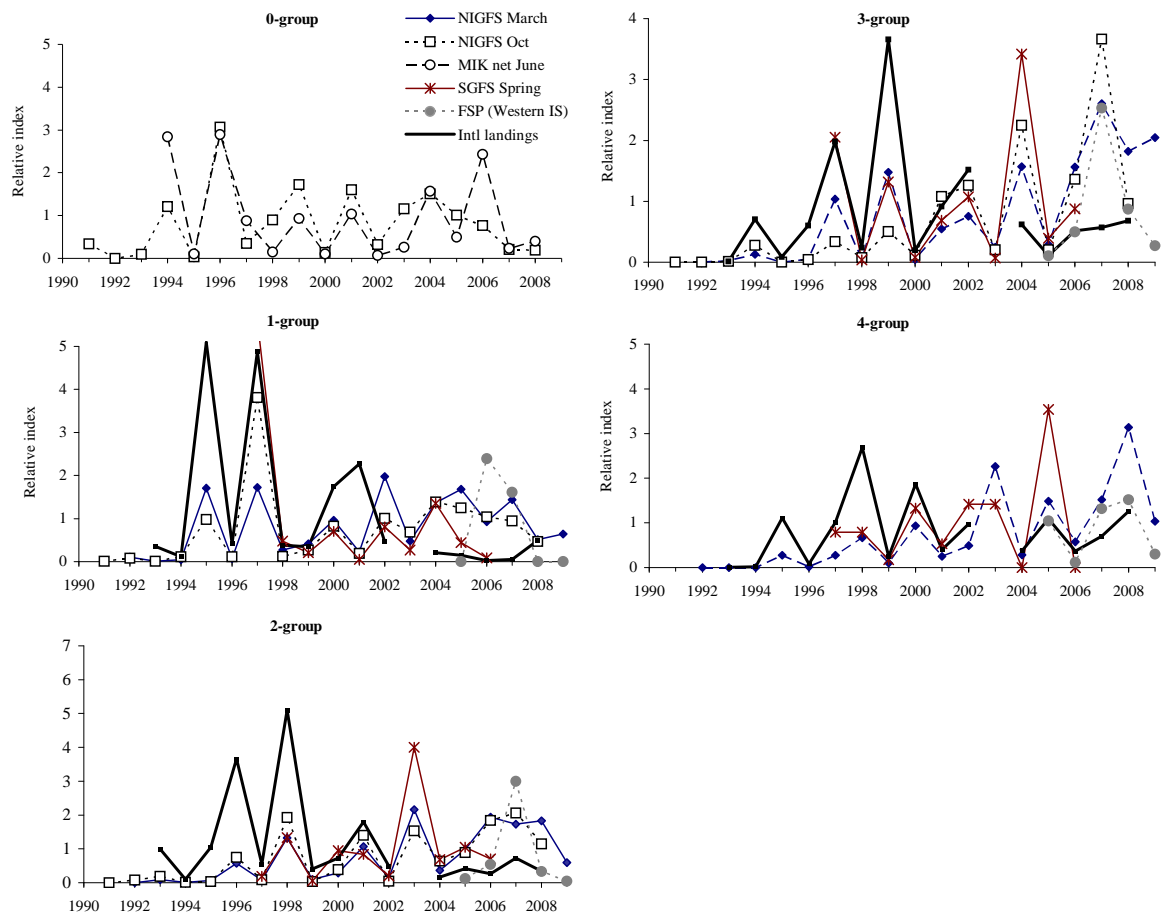 0-group
NIGFS March
NIGFS Oct
MIK net June
SGFS Spring
FSP (Western IS)
Intl landings
Relative index
5
4
3
2
1
0
1990 1992 1994 1996 1998 2000 2002 2004 2006 2008
3-group
Relative index
4
3
2
1
0
1990 1992 1994 1996 1998 2000 2002 2004 2006 2008
1-group
Relative index
5
4
3
2
1
0
1990 1992 1994 1996 1998 2000 2002 2004 2006 2008
4-group
Relative index
5
4
3
2
1
0
1990 1992 1994 1996 1998 2000 2002 2004 2006 2008
2-group
Relative index
7
6
5
4
3
2
1
0
1990 1992 1994 1996 1998 2000 2002 2004 2006 2008